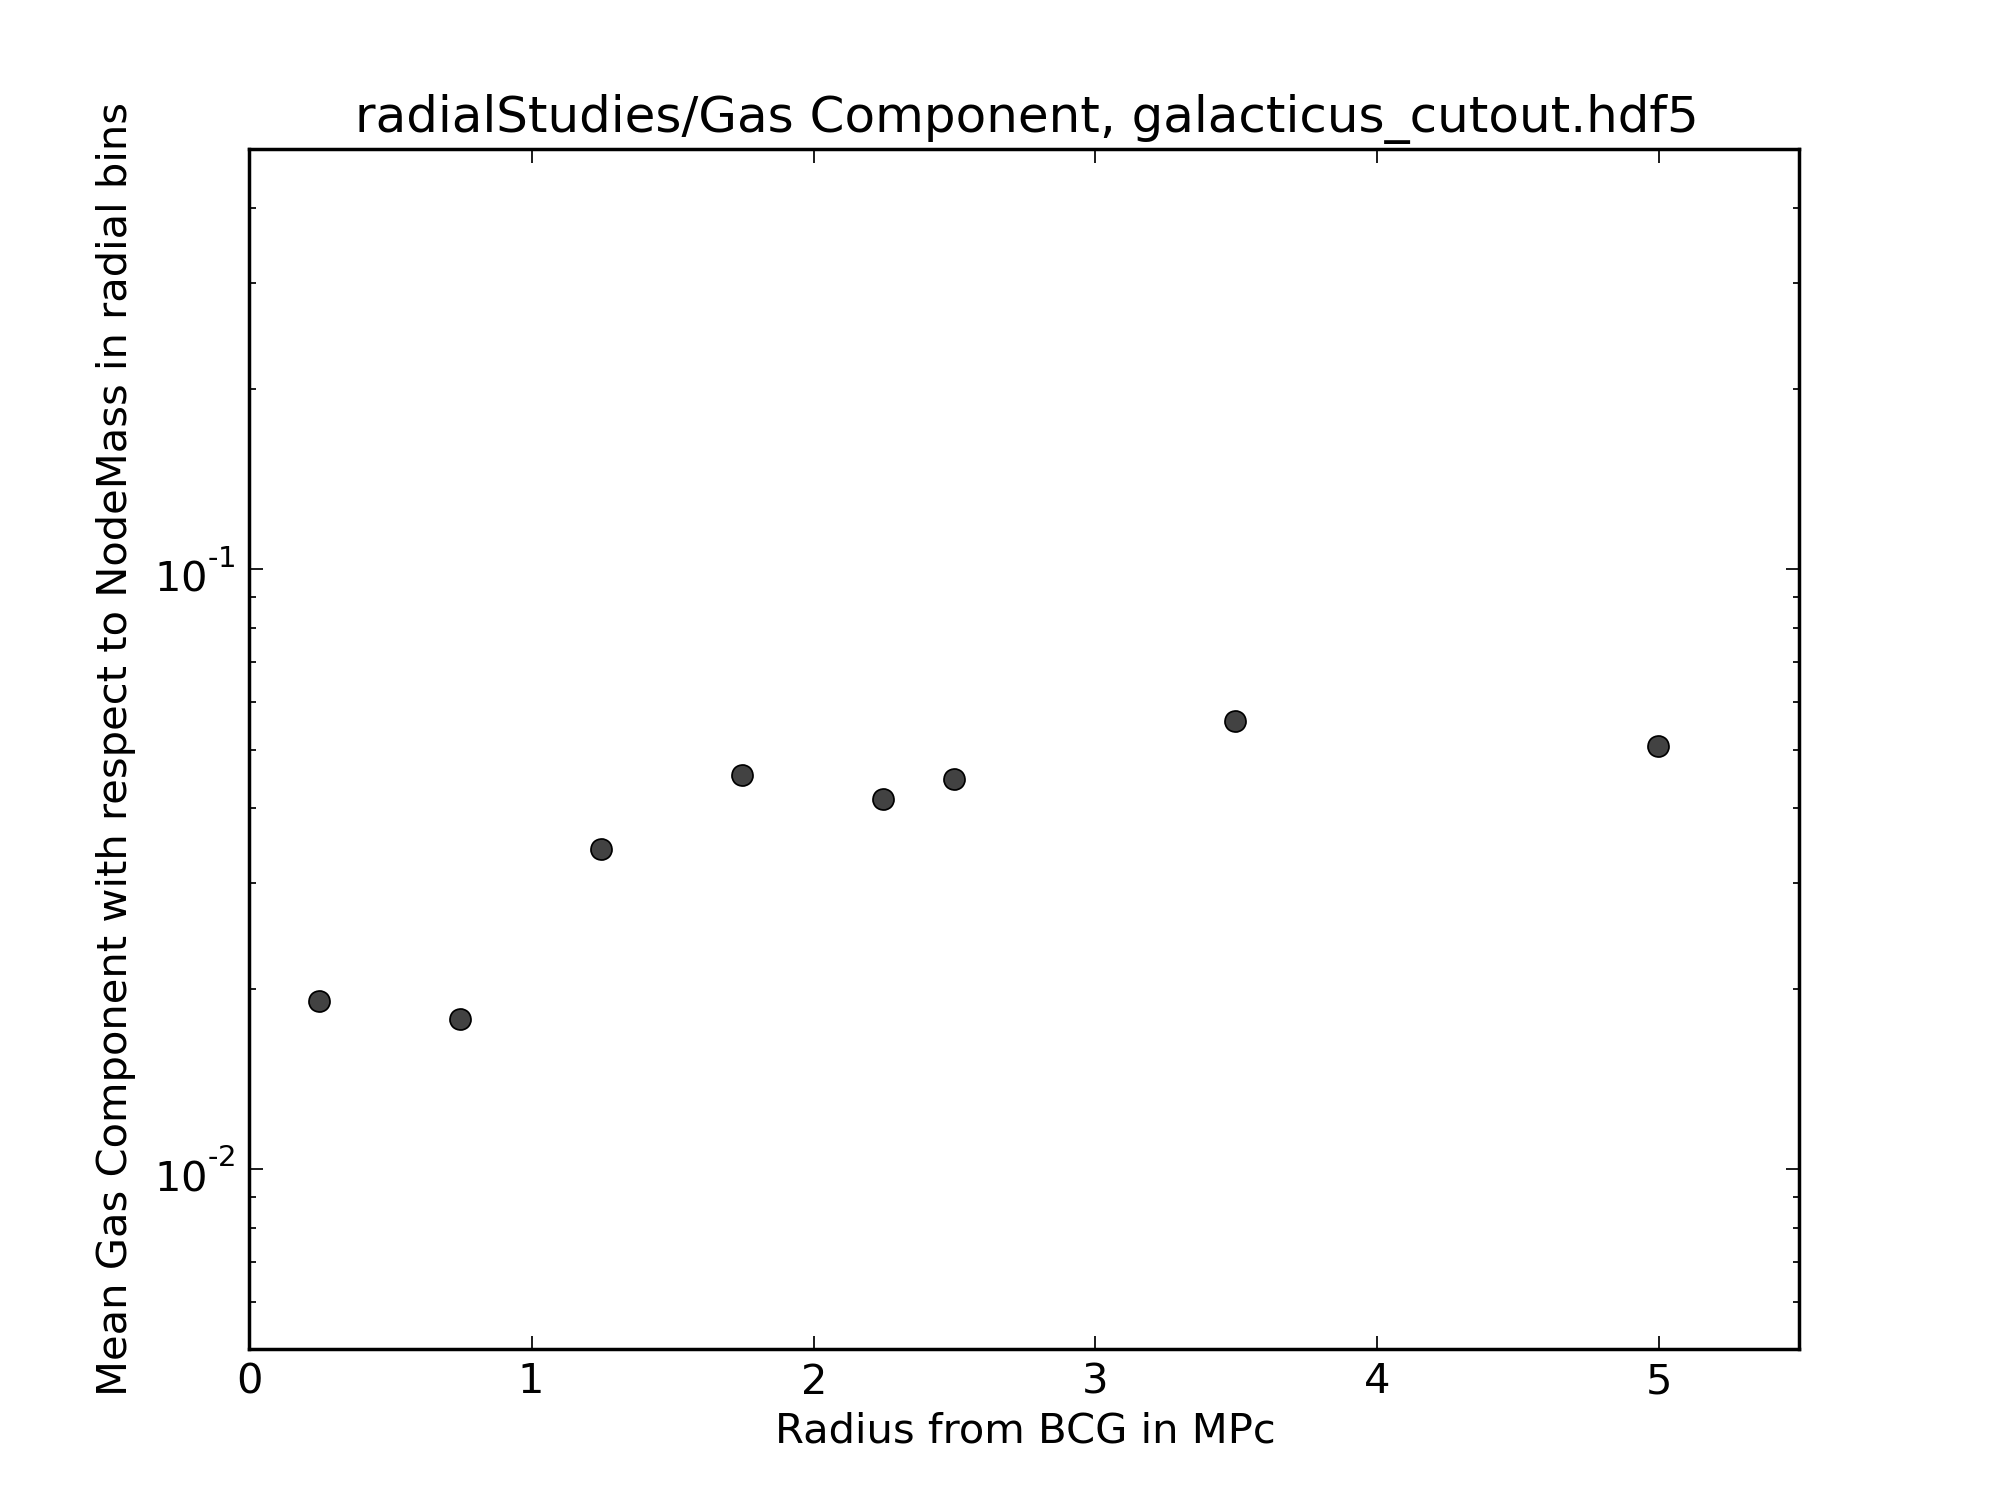 radialStudies/Gas Component, galacticus_cutout.hdf5
Mean Gas Component with respect to NodeMass in radial bins
10^-1
10^-2
0 1 2 3 4 5
Radius from BCG in MPc